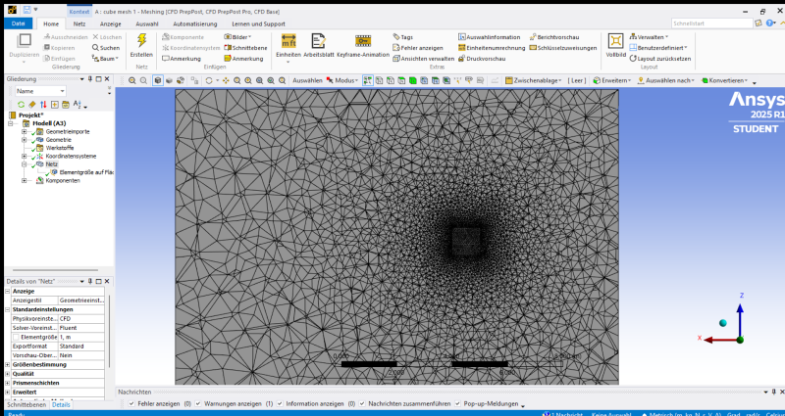 Kontext A : cube mesh 1 - Meshing [CFD PrepPost, CFD PrepPost Pro, CFD Base]
Datei Home Netz Anzeige Auswahl Automatisierung Lernen und Support Schnellstart
Duplizieren Ausschneiden Löschen
Kopieren Suchen
Einfügen Baum
Gliederung
Erstellen
Netz
Komponente Bilder
Koordinatensystem Schnittebene
Anmerkung Anmerkung
Einfügen
Einheiten Arbeitsblatt Keyframe-Animation
Tags
Fehler anzeigen
Ansichten verwalten
Auswahlinformation Berichtvorschau
Einheitenumrechnung Schlüsselzuweisungen
Druckvorschau
Extras
Vollbild Verwalten
Benutzerdefiniert
Layout zurücksetzen
Layout
Gliederung
Name
Auswählen Modus Zwischenablage [ Leer ] Erweitern Auswählen nach Konvertieren
Projekt*
Modell (A3)
Geometrieimporte
Geometrie
Werkstoffe
Koordinatensysteme
Netz
Elementgröße auf Flä
Komponenten
Ansys
2025 R1
STUDENT
Z
X
Details von "Netz"
Anzeige
Anzeigestil Geometrieeinst...
Standardeinstellungen
Physikvoreinste... CFD
Solver-Voreinst... Fluent
Elementgröße 1, m
Exportformat Standard
Vorschau-Ober... Nein
Größenbestimmung
Qualität
Prismenschichten
Erweitert
Schnittebenen Details
Nachrichten
Fehler anzeigen (0) Warnungen anzeigen (1) Information anzeigen (0) Nachrichten zusammenführen Pop-up-Meldungen
Ready 1 Nachricht Keine Auswahl Metrisch (m, kg, N, s, V, A) Grad rad/s Celsius